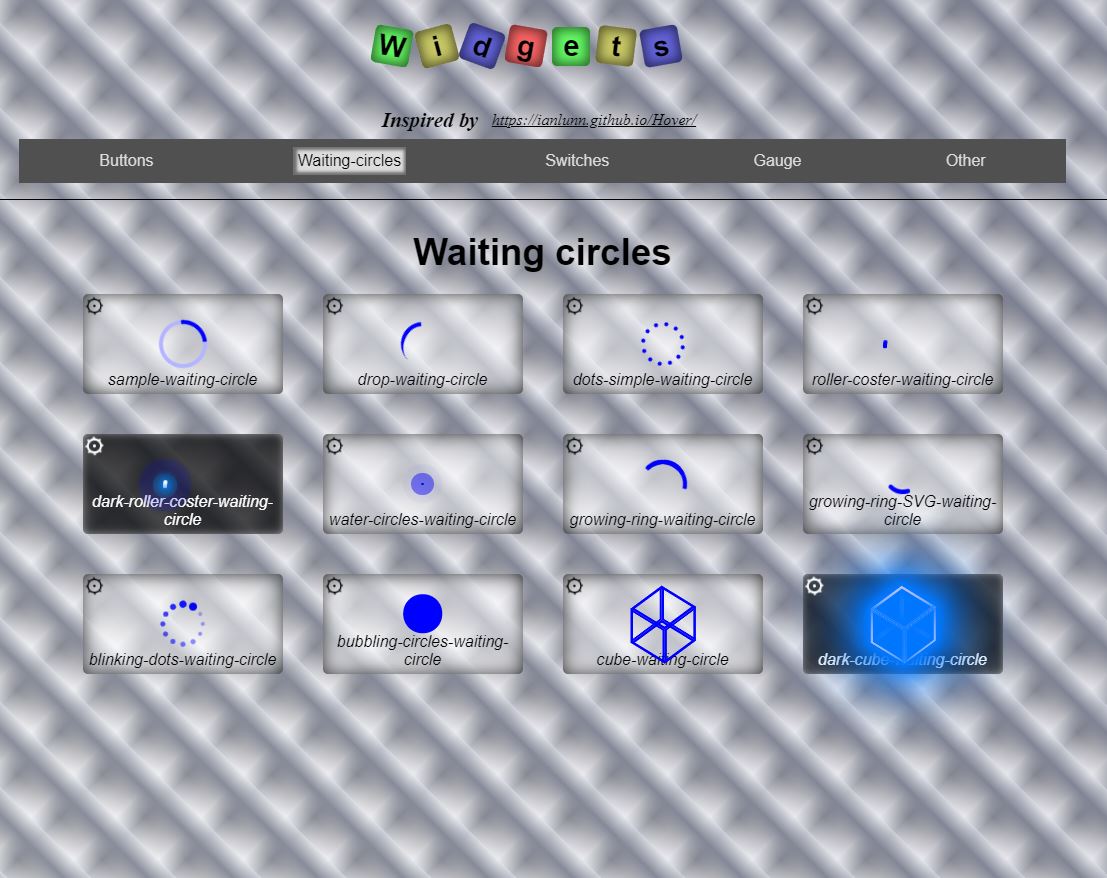 Widgets
Inspired by https://ianlunn.github.io/Hover/
Buttons Waiting-circles Switches Gauge Other
Waiting circles
sample-waiting-circle
drop-waiting-circle
dots-simple-waiting-circle
roller-coster-waiting-circle
dark-roller-coster-waiting-
circle
water-circles-waiting-circle
growing-ring-waiting-circle
growing-ring-SVG-waiting-
circle
blinking-dots-waiting-circle
bubbling-circles-waiting-
circle
cube-waiting-circle
dark-cube-waiting-circle